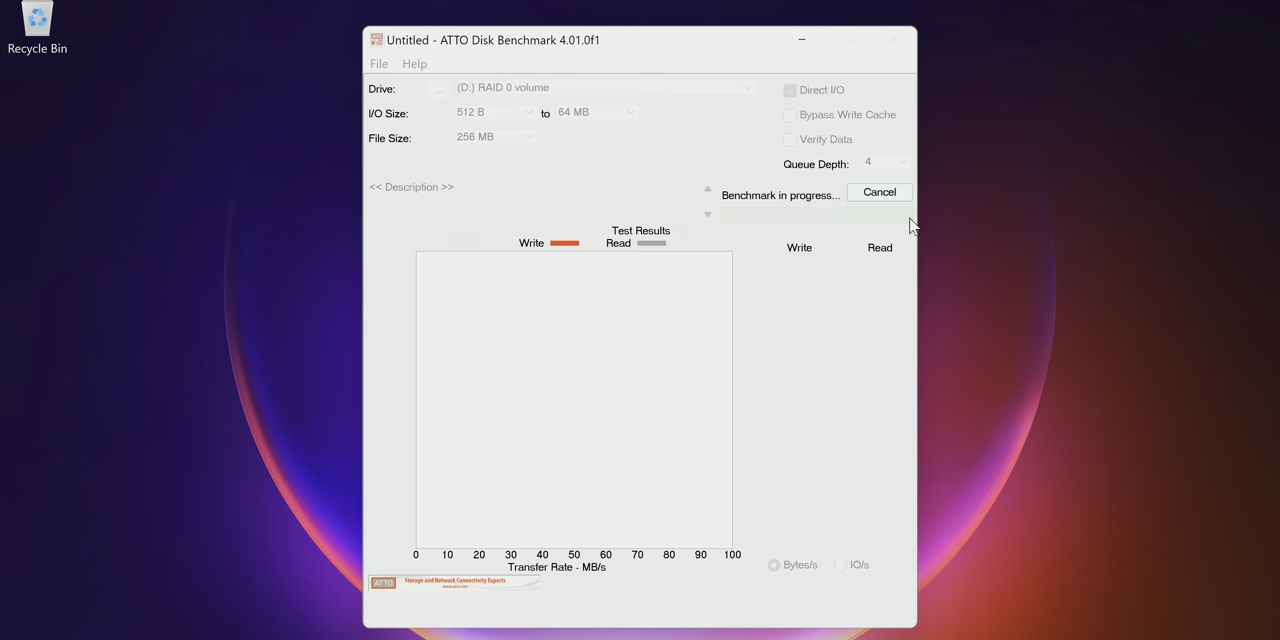 Recycle Bin
Untitled - ATTO Disk Benchmark 4.01.0f1
File Help
Drive: ... (D:) RAID 0 volume
Direct I/O
I/O Size: 512 B to 64 MB
Bypass Write Cache
File Size: 256 MB
Verify Data
Queue Depth: 4
<< Description >>
Benchmark in progress... Cancel
Test Results
Write Read
Write Read
0 10 20 30 40 50 60 70 80 90 100
Transfer Rate - MB/s
Bytes/s IO/s
ATTO Storage and Network Connectivity Experts
www.atto.com